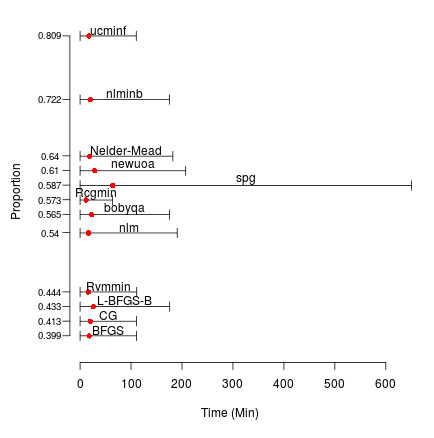 ucminf
0.809
nlminb
0.722
Nelder-Mead
0.64
newuoa
0.61
spg
0.587
Rcgmin
0.573
bobyqa
0.565
nlm
0.54
Rvmmin
0.444
L-BFGS-B
0.433
CG
0.413
BFGS
0.399
Proportion
0 100 200 300 400 500 600
Time (Min)